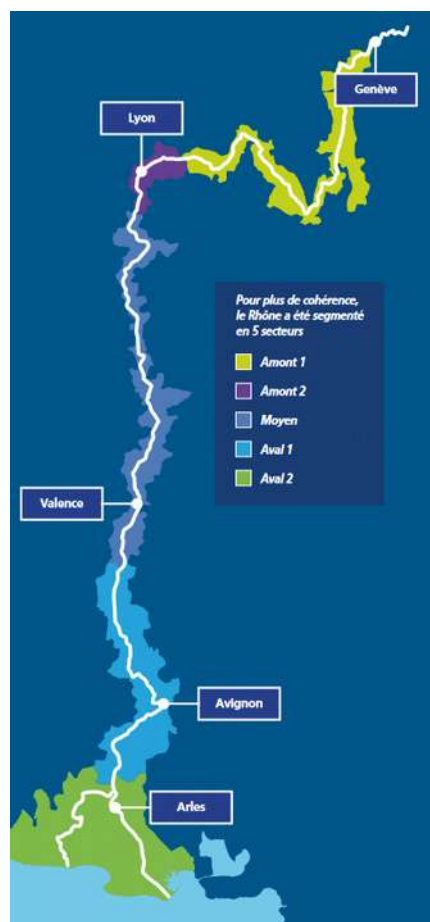 Genève
Lyon
Pour plus de cohérence,
le Rhône a été segmenté
en 5 secteurs
Amont 1
Amont 2
Moyen
Aval 1
Aval 2
Valence
Avignon
Arles